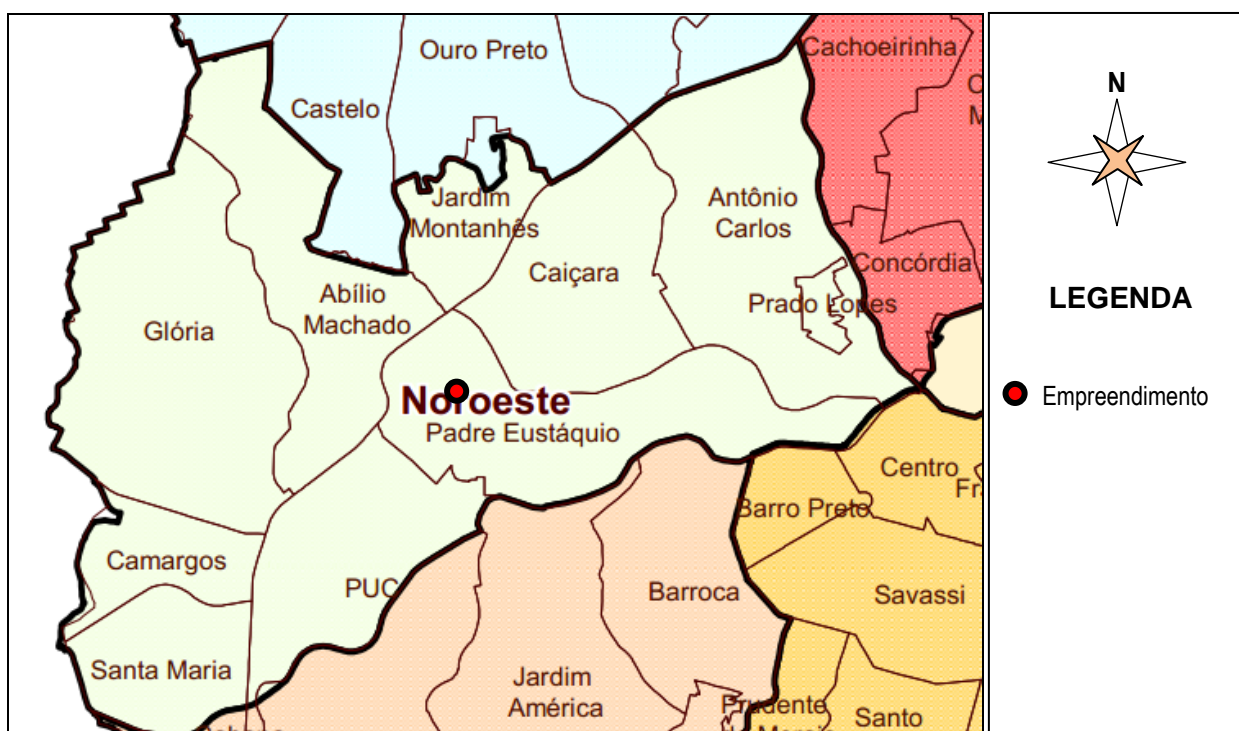 Ouro Preto
Cachoeirinha
Castelo
C
M
Jardim
Montanhês
Antônio
Carlos
Caiçara
Concórdia
Abílio
Machado
Prado Lopes
Glória
Noroeste
Padre Eustáquio
Centro
Fr
Barro Preto
Camargos
PUC
Barroca
Savassi
Santa Maria
Jardim
América
Prudente
Santo
N
LEGENDA
Empreendimento